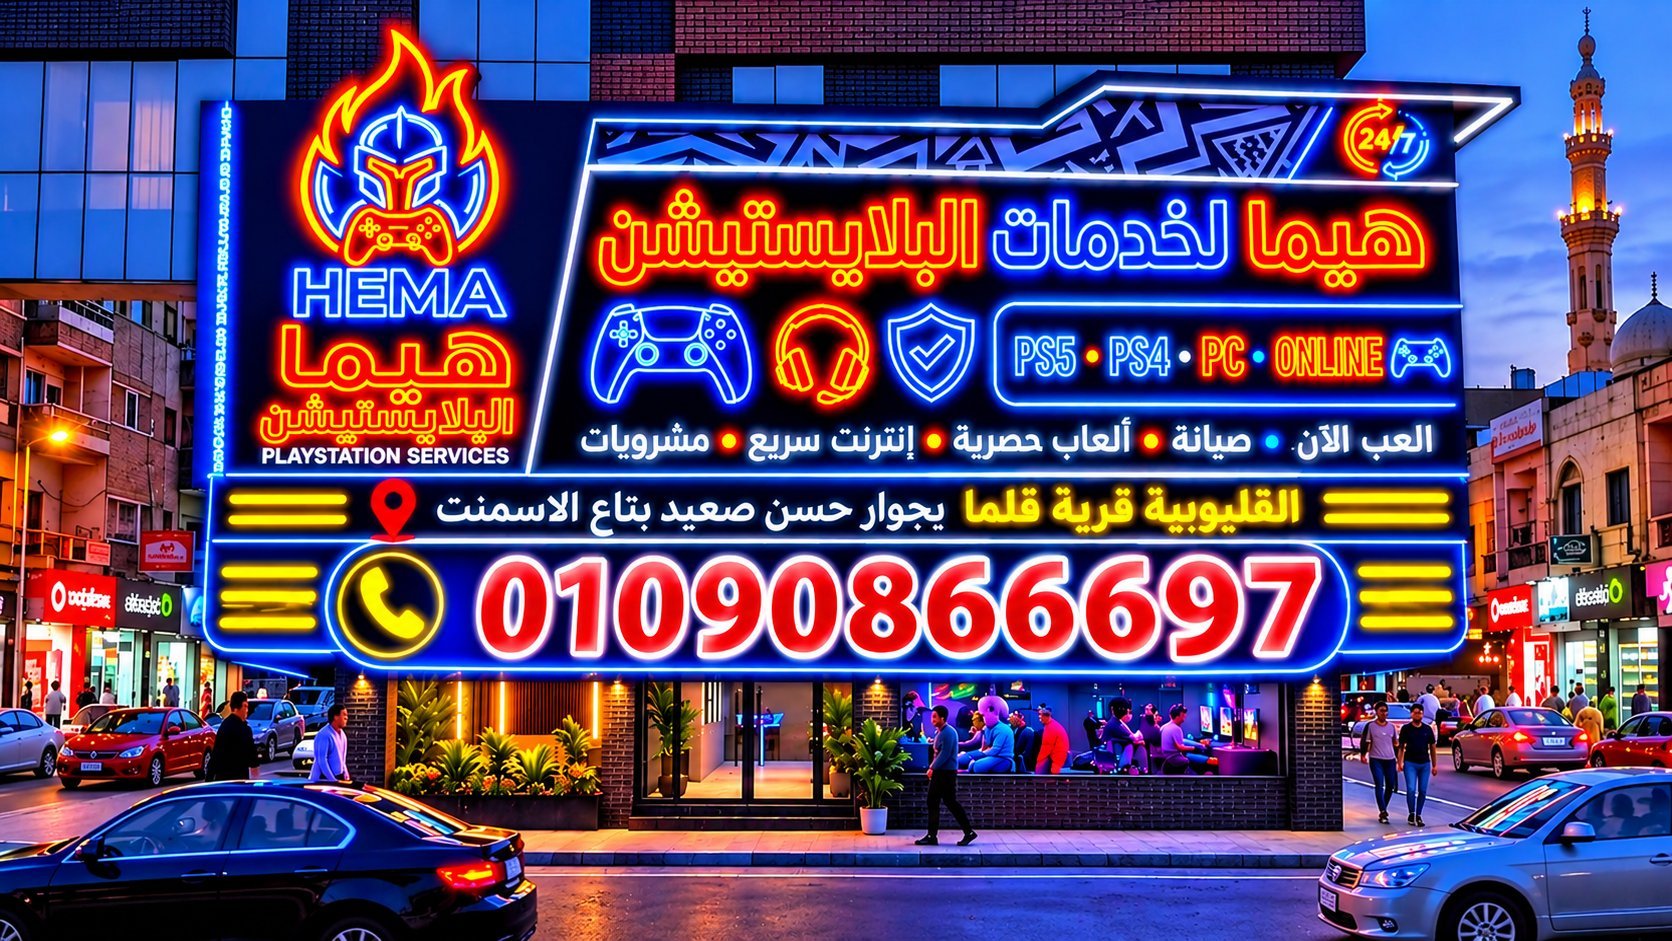 24/7
HEMA
هيما
البلايستيشن
PLAYSTATION SERVICES
هيما لخدمات البلايستيشن
PS5 • PS4 • PC • ONLINE
العب الآن. • صيانة • ألعاب حصرية • إنترنت سريع • مشروبات
القليوبية قرية قلما يجوار حسن صعيد بتاع الاسمنت
01090866697